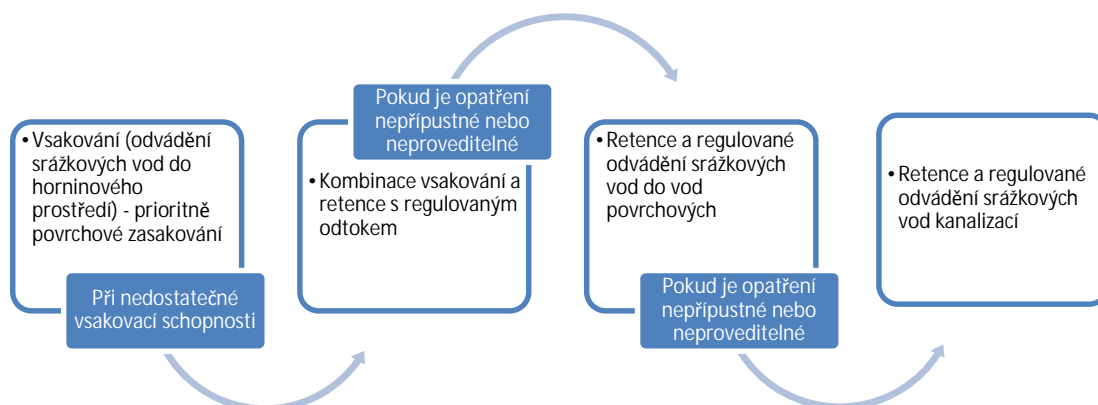 • Vsakování (odvádění
srážkových vod do
horninového
prostředí) - prioritně
povrchové zasakování
Při nedostatečné
vsakovací schopnosti
Pokud je opatření
nepřípustné nebo
neproveditelné
• Kombinace vsakování a
retence s regulovaným
odtokem
• Retence a regulované
odvádění srážkových
vod do vod
povrchových
Pokud je opatření
nepřípustné nebo
neproveditelné
• Retence a regulované
odvádění srážkových
vod kanalizací